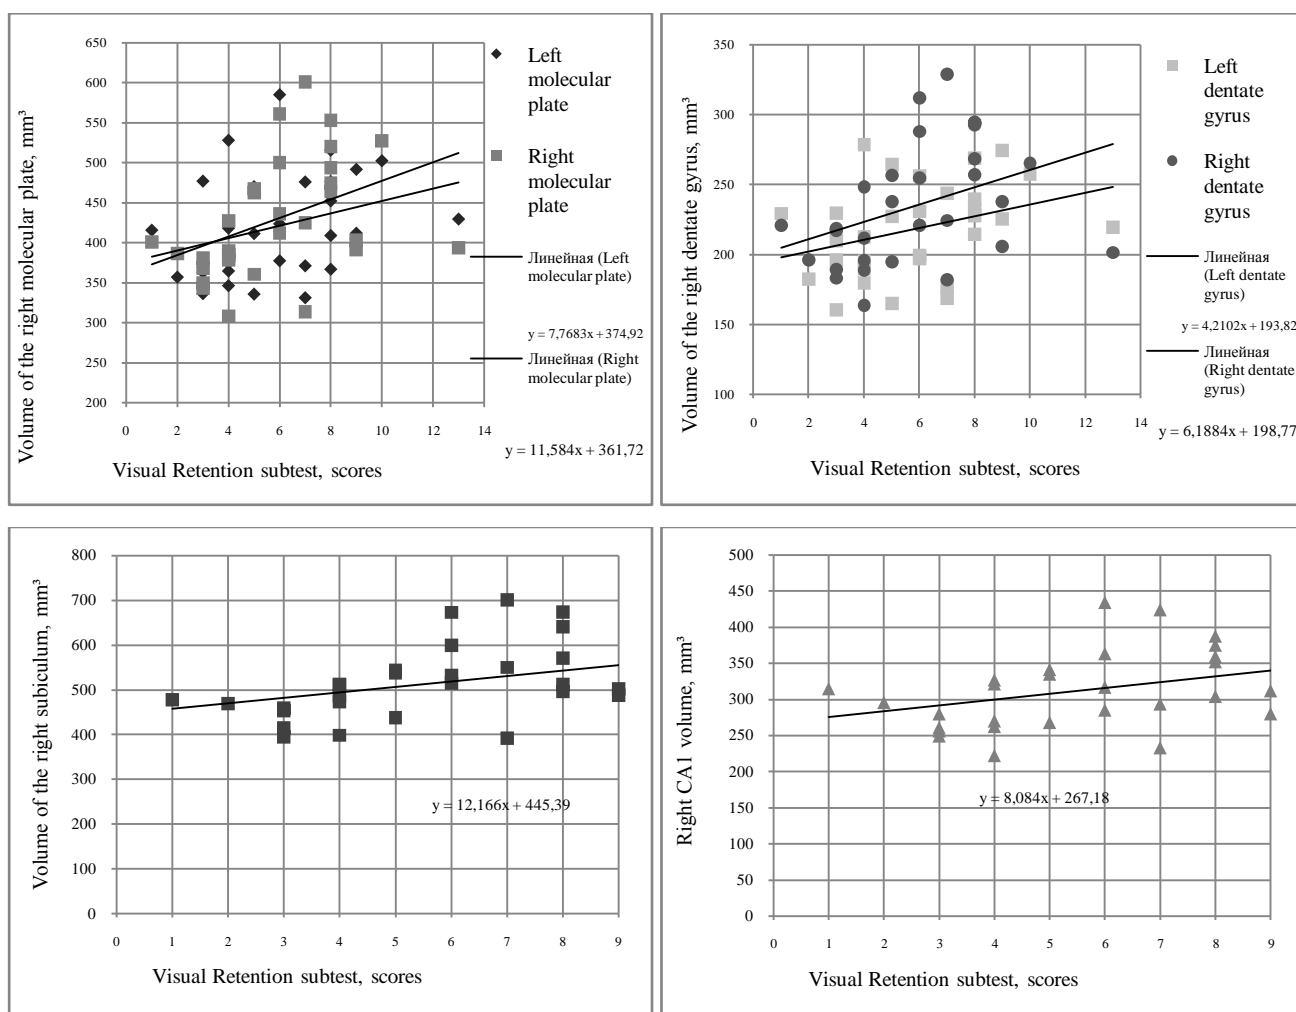 Volume of the right molecular plate, mm³
650
600
550
500
450
400
350
300
250
200
0 2 4 6 8 10 12 14
Visual Retention subtest, scores
Left
molecular
plate
Right
molecular
plate
Линейная (Left
molecular plate)
y = 7,7683x + 374,92
Линейная (Right
molecular plate)
y = 11,584x + 361,72
Volume of the right dentate gyrus, mm³
350
300
250
200
150
100
0 2 4 6 8 10 12 14
Visual Retention subtest, scores
Left
dentate
gyrus
Right
dentate
gyrus
Линейная
(Left dentate
gyrus)
y = 4,2102x + 193,82
Линейная
(Right dentate
gyrus)
y = 6,1884x + 198,77
Volume of the right subiculum, mm³
800
700
600
500
400
300
200
100
0
0 1 2 3 4 5 6 7 8 9
y = 12,166x + 445,39
Visual Retention subtest, scores
Right CA1 volume, mm³
500
450
400
350
300
250
200
150
100
50
0
0 1 2 3 4 5 6 7 8 9
y = 8,084x + 267,18
Visual Retention subtest, scores